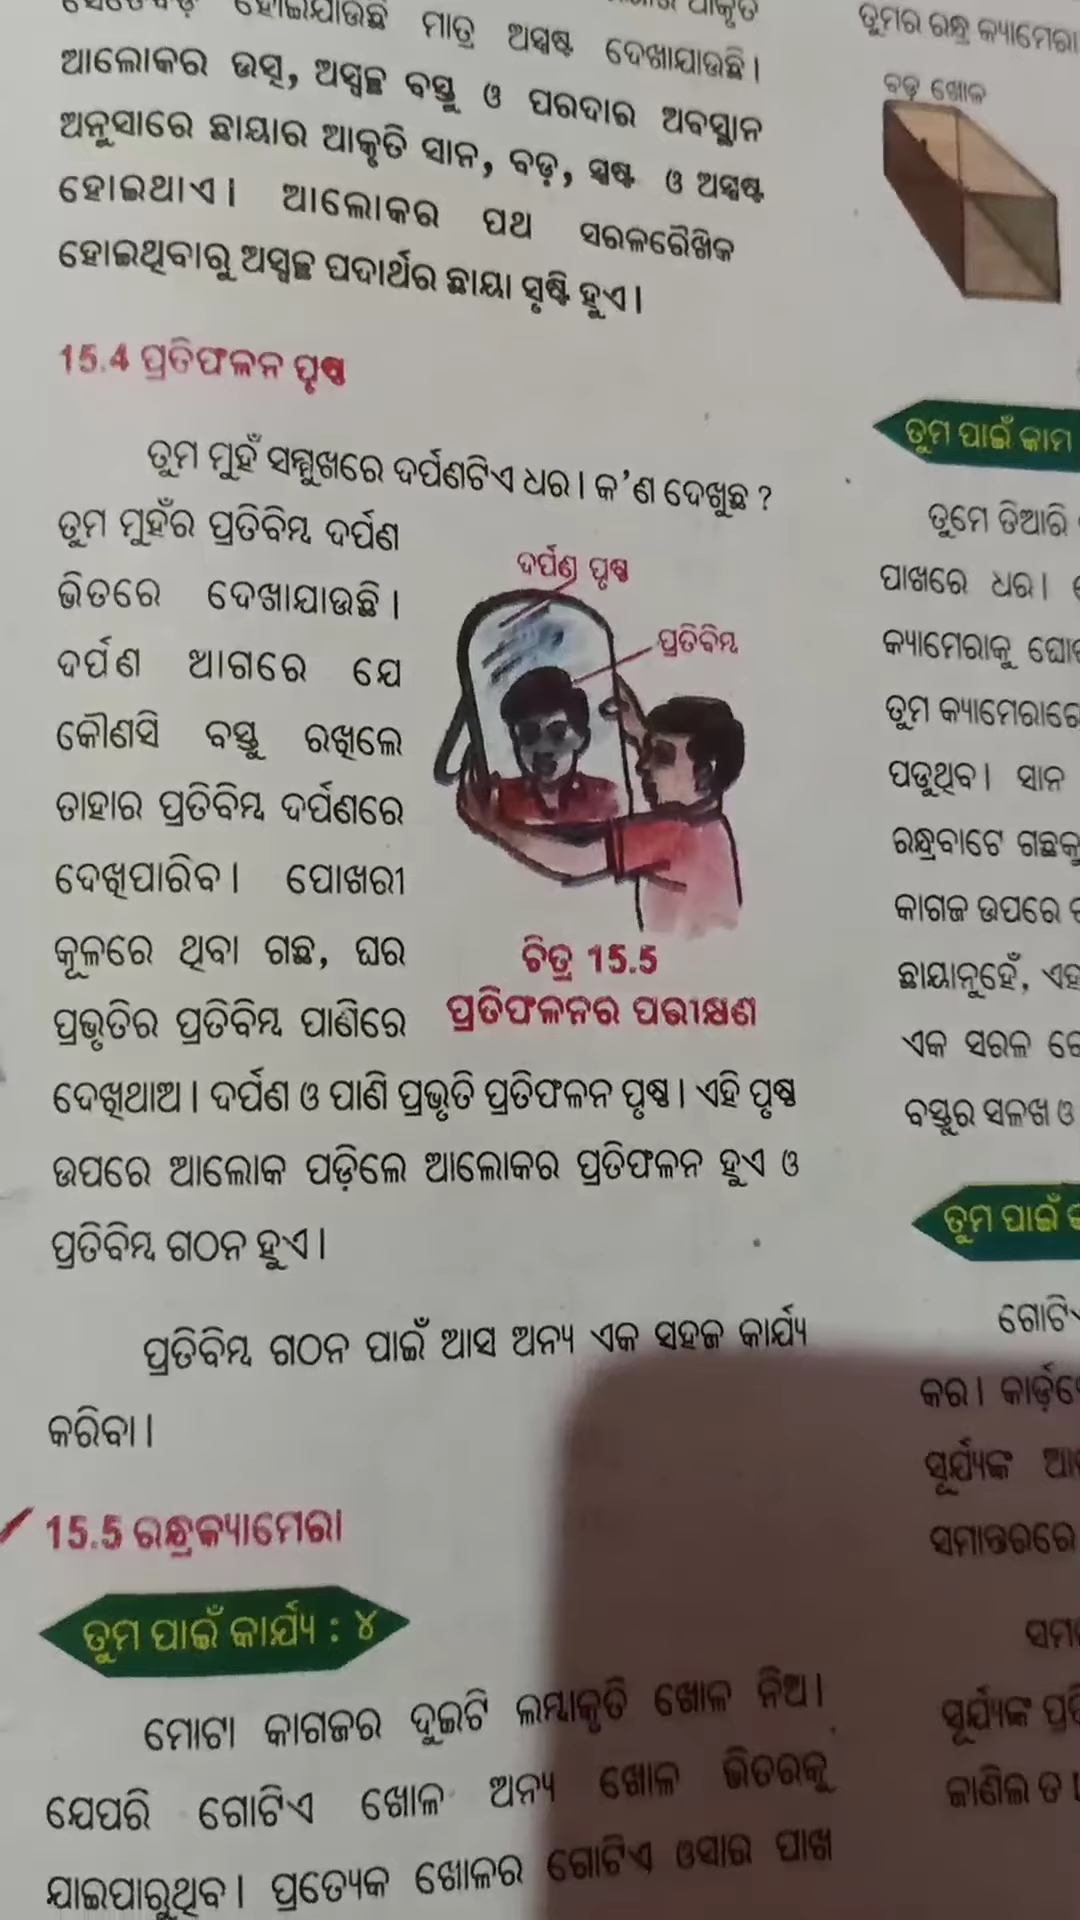 ହୋଇଯାଉଛି ମାତ୍ର ଅସ୍ପଷ୍ଟ ଦେଖାଯାଉଛି।
ଆଲୋକର ଉତ୍ସ, ଅସ୍ୱଚ୍ଛ ବସ୍ତୁ ଓ ପରଦାର ଅବସ୍ଥାନ
ଅନୁସାରେ ଛାୟାର ଆକୃତି ସାନ, ବଡ଼, ସ୍ପଷ୍ଟ ଓ ଅସ୍ପଷ୍ଟ
ହୋଇଥାଏ। ଆଲୋକର ପଥ ସରଳରୈଖିକ
ହୋଇଥିବାରୁ ଅସ୍ୱଚ୍ଛ ପଦାର୍ଥର ଛାୟା ସୃଷ୍ଟି ହୁଏ।
15.4 ପ୍ରତିଫଳନ ପୃଷ୍ଠ
ତୁମ ମୁହଁ ସମ୍ମୁଖରେ ଦର୍ପଣଟିଏ ଧର। କ'ଣ ଦେଖୁଛ ?
ତୁମ ମୁହଁର ପ୍ରତିବିମ୍ବ ଦର୍ପଣ
ଭିତରେ ଦେଖାଯାଉଛି।
ଦର୍ପଣ ଆଗରେ ଯେ
କୌଣସି ବସ୍ତୁ ରଖିଲେ
ତାହାର ପ୍ରତିବିମ୍ବ ଦର୍ପଣରେ
ଦେଖିପାରିବ। ପୋଖରୀ
କୂଳରେ ଥିବା ଗଛ, ଘର
ପ୍ରଭୃତିର ପ୍ରତିବିମ୍ବ ପାଣିରେ
ଦର୍ପଣ ପୃଷ୍ଠ
ପ୍ରତିବିମ୍ବ
ଚିତ୍ର 15.5
ପ୍ରତିଫଳନର ପରୀକ୍ଷଣ
ଦେଖିଥାଅ। ଦର୍ପଣ ଓ ପାଣି ପ୍ରଭୃତି ପ୍ରତିଫଳନ ପୃଷ୍ଠ। ଏହି ପୃଷ୍ଠ
ଉପରେ ଆଲୋକ ପଡ଼ିଲେ ଆଲୋକର ପ୍ରତିଫଳନ ହୁଏ ଓ
ପ୍ରତିବିମ୍ବ ଗଠନ ହୁଏ।
ପ୍ରତିବିମ୍ବ ଗଠନ ପାଇଁ ଆସ ଅନ୍ୟ ଏକ ସହଜ କାର୍ଯ୍ୟ
କରିବା।
15.5 ରନ୍ଧ୍ରକ୍ୟାମେରା
ତୁମ ପାଇଁ କାର୍ଯ୍ୟ : ୪
ମୋଟା କାଗଜର ଦୁଇଟି ଲମ୍ବାକୃତି ଖୋଳ ନିଅ।
ଯେପରି ଗୋଟିଏ ଖୋଳ ଅନ୍ୟ ଖୋଳ ଭିତରକୁ
ଯାଇପାରୁଥିବ। ପ୍ରତ୍ୟେକ ଖୋଳର ଗୋଟିଏ ଓସାର ପାଖ
ତୁମର ରନ୍ଧ୍ର କ୍ୟାମେରା
ବଡ଼ ଖୋଳ
ତୁମ ପାଇଁ କାମ
ତୁମେ ତିଆରି
ପାଖରେ ଧର।
କ୍ୟାମେରାକୁ
ତୁମ କ୍ୟାମେରାରେ
ପଡୁଥିବ। ସାନ
ରନ୍ଧ୍ରବାଟେ ଗଛକୁ
କାଗଜ ଉପରେ
ଛାୟାନୁହେଁ,
ଏକ ସରଳ
ବସ୍ତୁର ସଳଖ ଓ
ତୁମ ପାଇଁ
କର।
ସୂର୍ଯ୍ୟଙ୍କ
ସମାନ୍ତରରେ
ସୂର୍ଯ୍ୟଙ୍କ
ଜାଣିଲ ତ